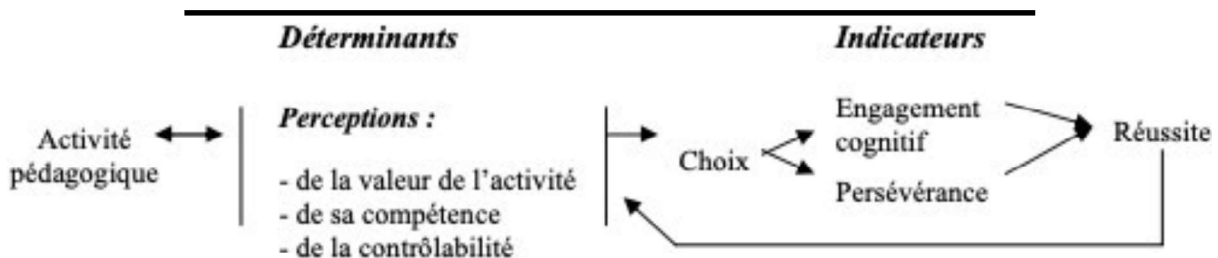 Déterminants
Indicateurs
Activité
pédagogique
Perceptions :
- de la valeur de l'activité
- de sa compétence
- de la contrôlabilité
Choix
Engagement
cognitif
Persévérance
Réussite